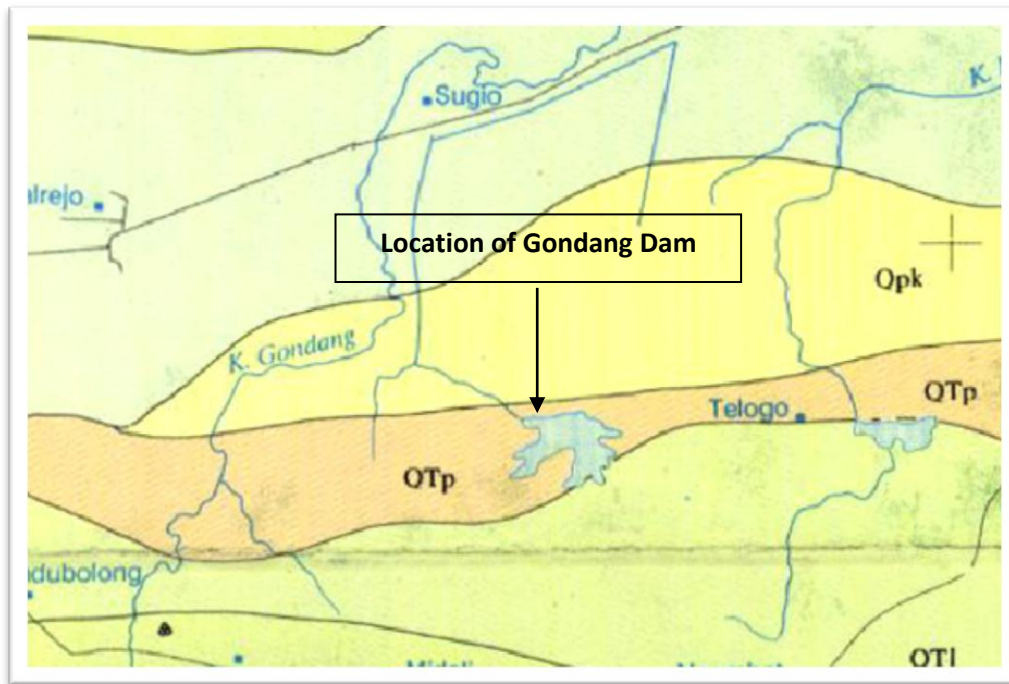 Sugio
alrejo
Location of Gondang Dam
Qpk
K. Gondang
QTp
Telogo
QTp
ndubolong
QTl